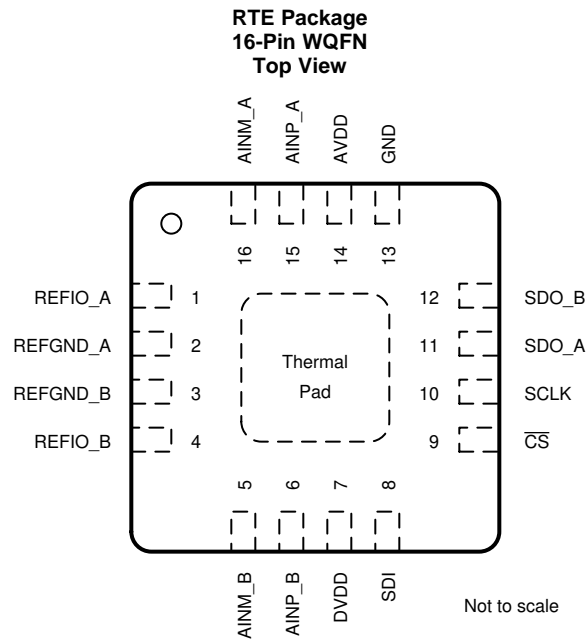 RTE Package
16-Pin WQFN
Top View
AINM_A
AINP_A
AVDD
GND
16
15
14
13
REFIO_A
1
12
SDO_B
REFGND_A
2
11
SDO_A
REFGND_B
3
10
SCLK
REFIO_B
4
9
CS
Thermal
Pad
5
6
7
8
AINM_B
AINP_B
DVDD
SDI
Not to scale